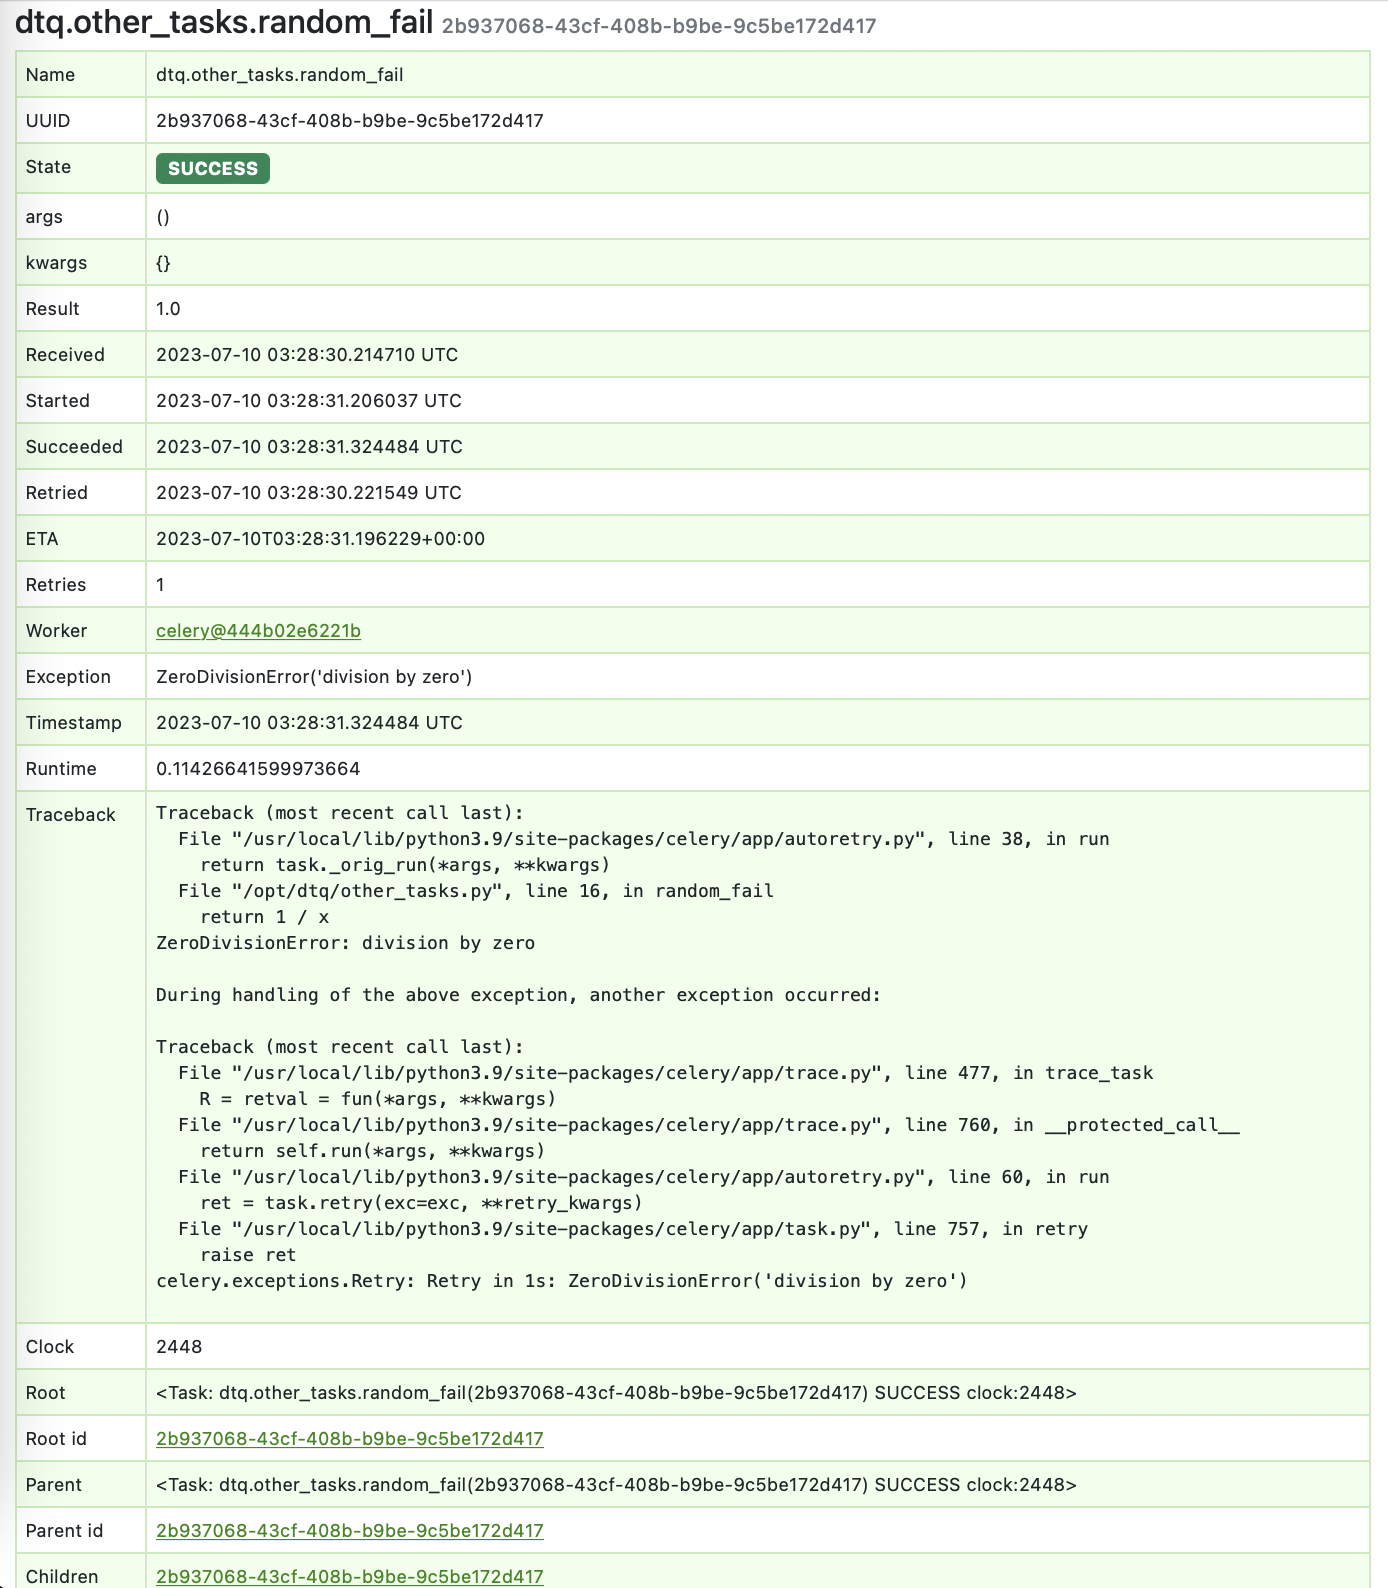 dtq.other_tasks.random_fail 2b937068-43cf-408b-b9be-9c5be172d417
Name dtq.other_tasks.random_fail
UUID 2b937068-43cf-408b-b9be-9c5be172d417
State SUCCESS
args ()
kwargs {}
Result 1.0
Received 2023-07-10 03:28:30.214710 UTC
Started 2023-07-10 03:28:31.206037 UTC
Succeeded 2023-07-10 03:28:31.324484 UTC
Retried 2023-07-10 03:28:30.221549 UTC
ETA 2023-07-10T03:28:31.196229+00:00
Retries 1
Worker celery@444b02e6221b
Exception ZeroDivisionError('division by zero')
Timestamp 2023-07-10 03:28:31.324484 UTC
Runtime 0.11426641599973664
Traceback Traceback (most recent call last):
File "/usr/local/lib/python3.9/site-packages/celery/app/autoretry.py", line 38, in run
return task._orig_run(*args, **kwargs)
File "/opt/dtq/other_tasks.py", line 16, in random_fail
return 1 / x
ZeroDivisionError: division by zero
During handling of the above exception, another exception occurred:
Traceback (most recent call last):
File "/usr/local/lib/python3.9/site-packages/celery/app/trace.py", line 477, in trace_task
R = retval = fun(*args, **kwargs)
File "/usr/local/lib/python3.9/site-packages/celery/app/trace.py", line 760, in __protected_call__
return self.run(*args, **kwargs)
File "/usr/local/lib/python3.9/site-packages/celery/app/autoretry.py", line 60, in run
ret = task.retry(exc=exc, **retry_kwargs)
File "/usr/local/lib/python3.9/site-packages/celery/app/task.py", line 757, in retry
raise ret
celery.exceptions.Retry: Retry in 1s: ZeroDivisionError('division by zero')
Clock 2448
Root <Task: dtq.other_tasks.random_fail(2b937068-43cf-408b-b9be-9c5be172d417) SUCCESS clock:2448>
Root id 2b937068-43cf-408b-b9be-9c5be172d417
Parent <Task: dtq.other_tasks.random_fail(2b937068-43cf-408b-b9be-9c5be172d417) SUCCESS clock:2448>
Parent id 2b937068-43cf-408b-b9be-9c5be172d417
Children 2b937068-43cf-408b-b9be-9c5be172d417